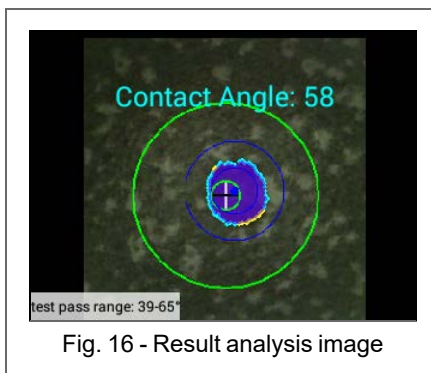 Contact Angle: 58
test pass range: 39-65°
Fig. 16 - Result analysis image